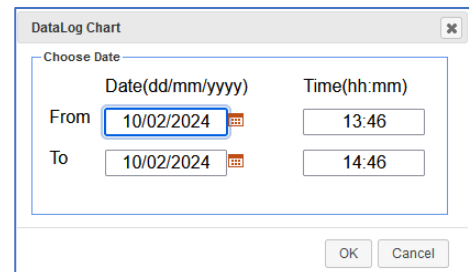 DataLog Chart
Choose Date
Date(dd/mm/yyyy) Time(hh:mm)
From 10/02/2024 13:46
To 10/02/2024 14:46
OK Cancel